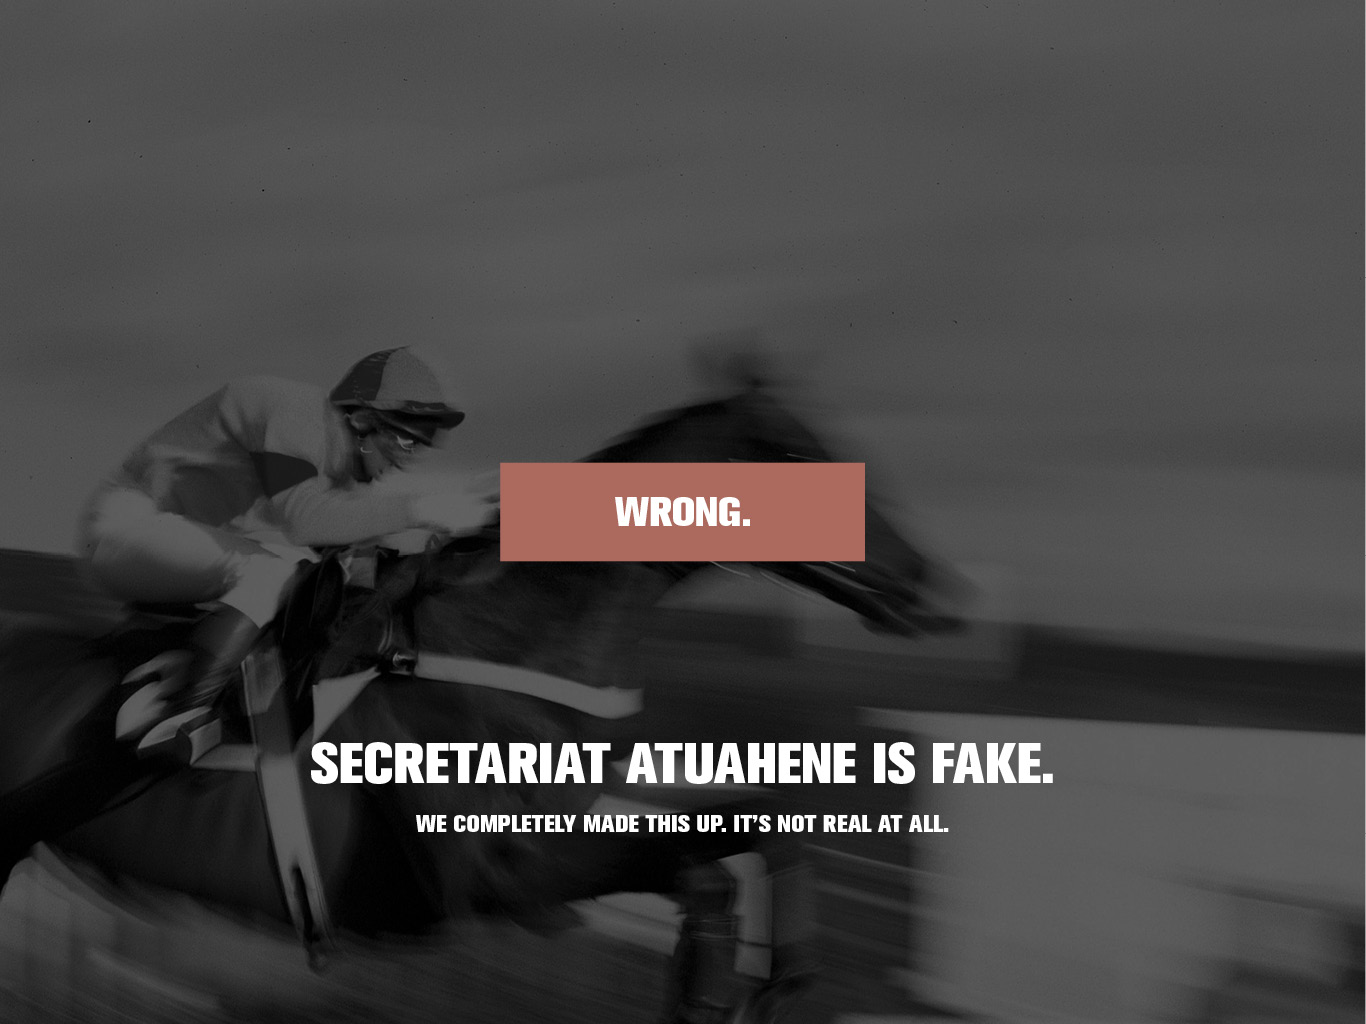 WRONG.
SECRETARIAT ATUAHENE IS FAKE.
WE COMPLETELY MADE THIS UP. IT’S NOT REAL AT ALL.